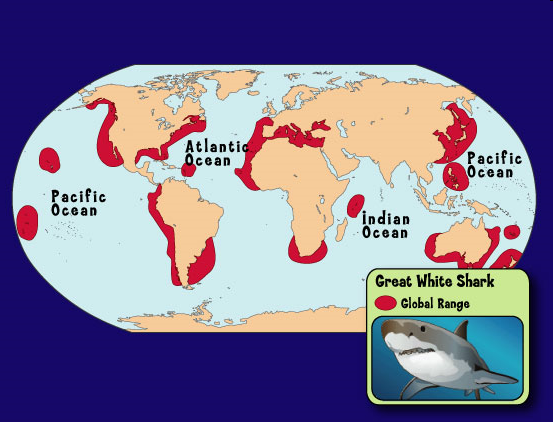 Atlantic
Ocean
Pacific
Ocean
Pacific
Ocean
indian
Ocean
Great White Shark
Global Range